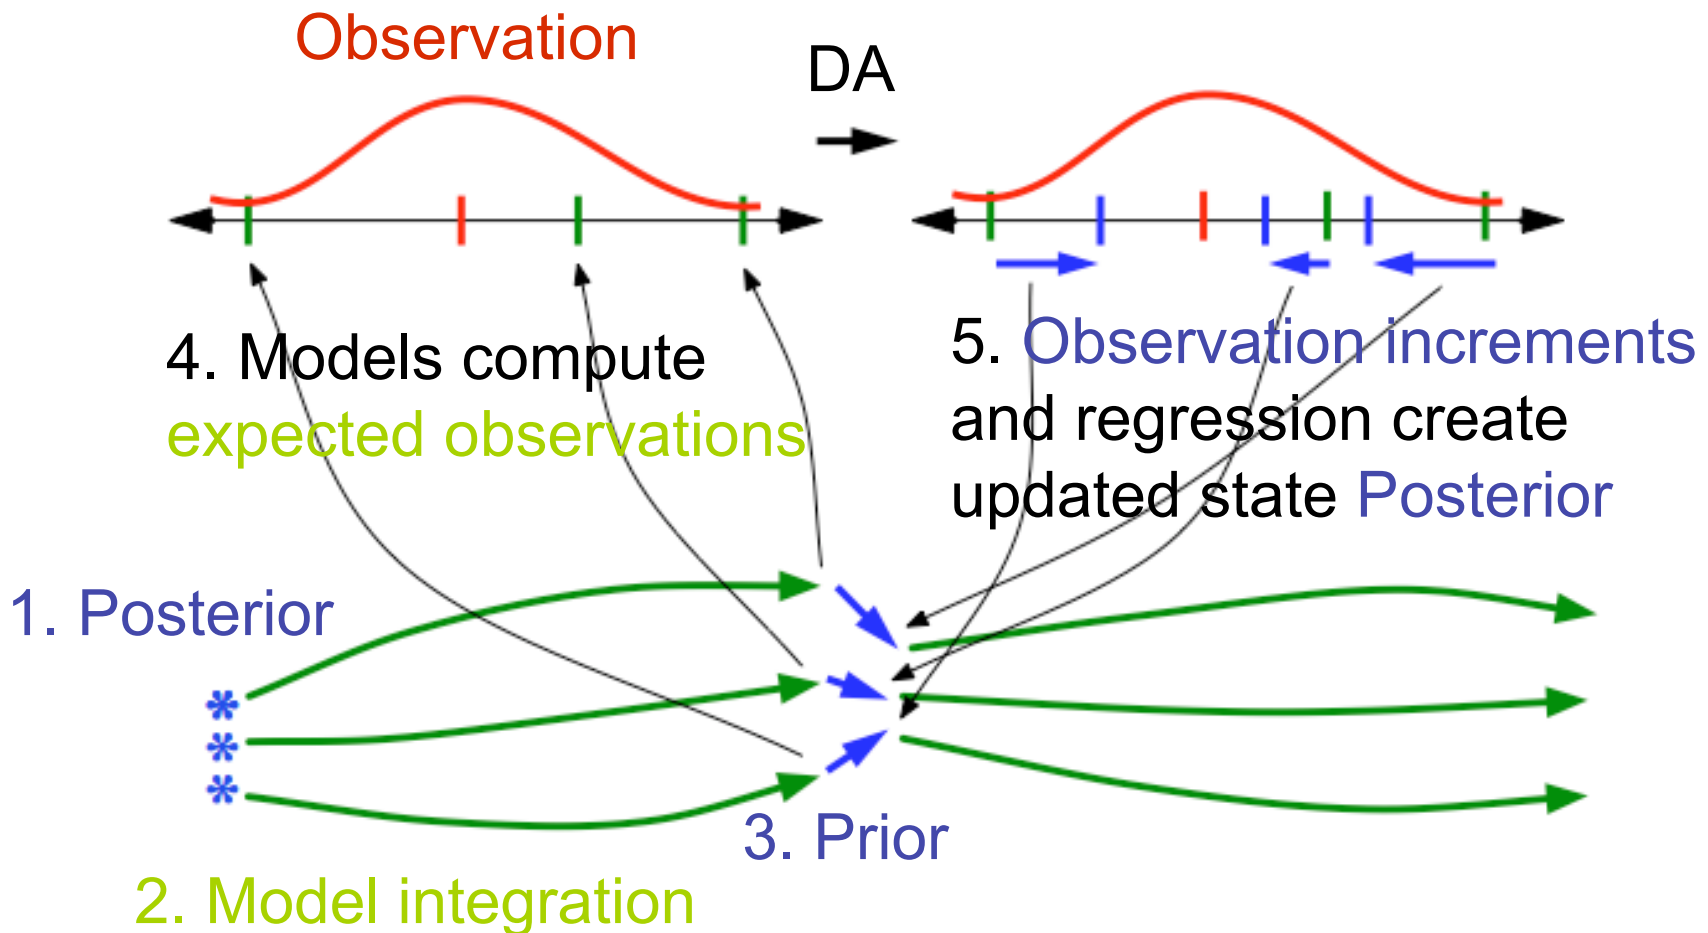 Observation
DA
4. Models compute
expected observations
5. Observation increments
and regression create
updated state Posterior
1. Posterior
*
*
*
3. Prior
2. Model integration